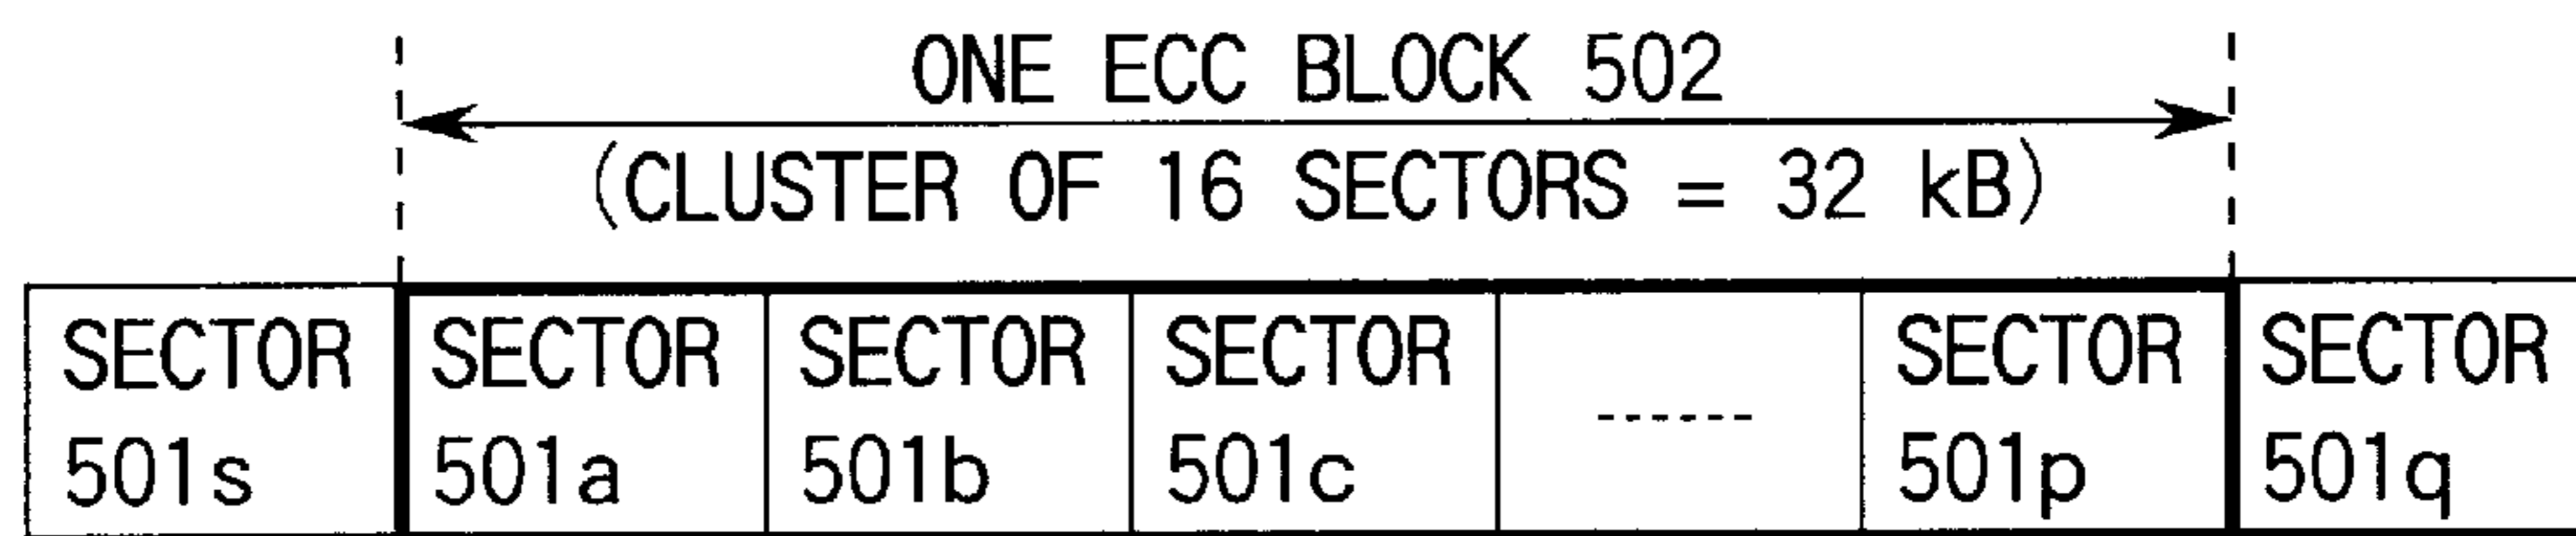 ONE ECC BLOCK 502
(CLUSTER OF 16 SECTORS = 32 kB)
SECTOR SECTOR SECTOR SECTOR ------ SECTOR SECTOR
501s 501a 501b 501c 501p 501q